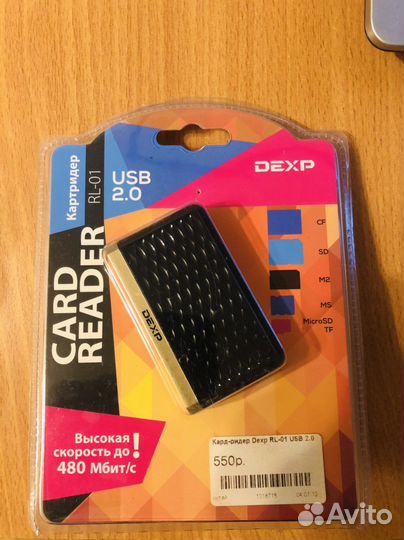 Картридер
RL-01
CARD
READER
USB
2.0
DEXP
CF
SD
M2
MS
MicroSD
TF
DEXP
Высокая
скорость до
480 Мбит/с
!
Кард-ридер Dexp RL-01 USB 2.0
550р.
Avito